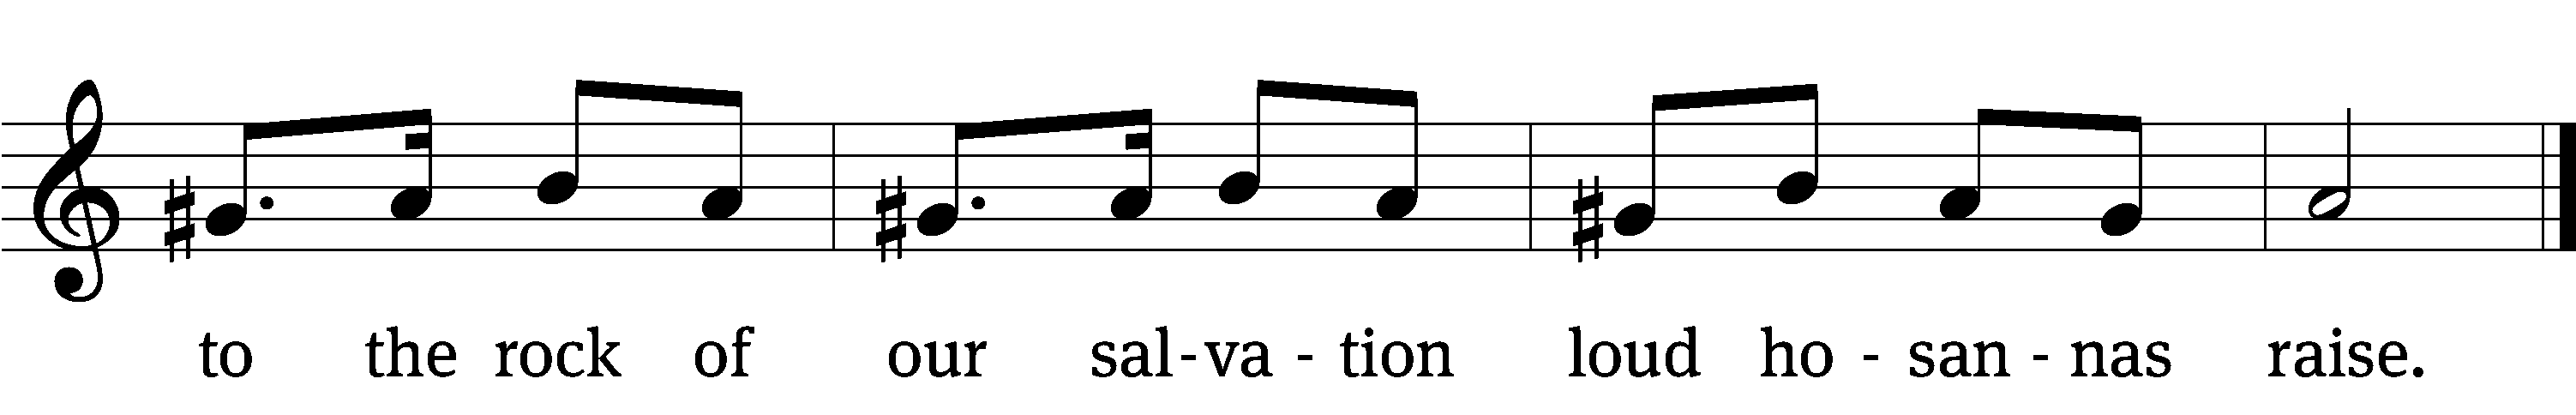 to the rock of our sal-va - tion loud ho - san - nas raise.